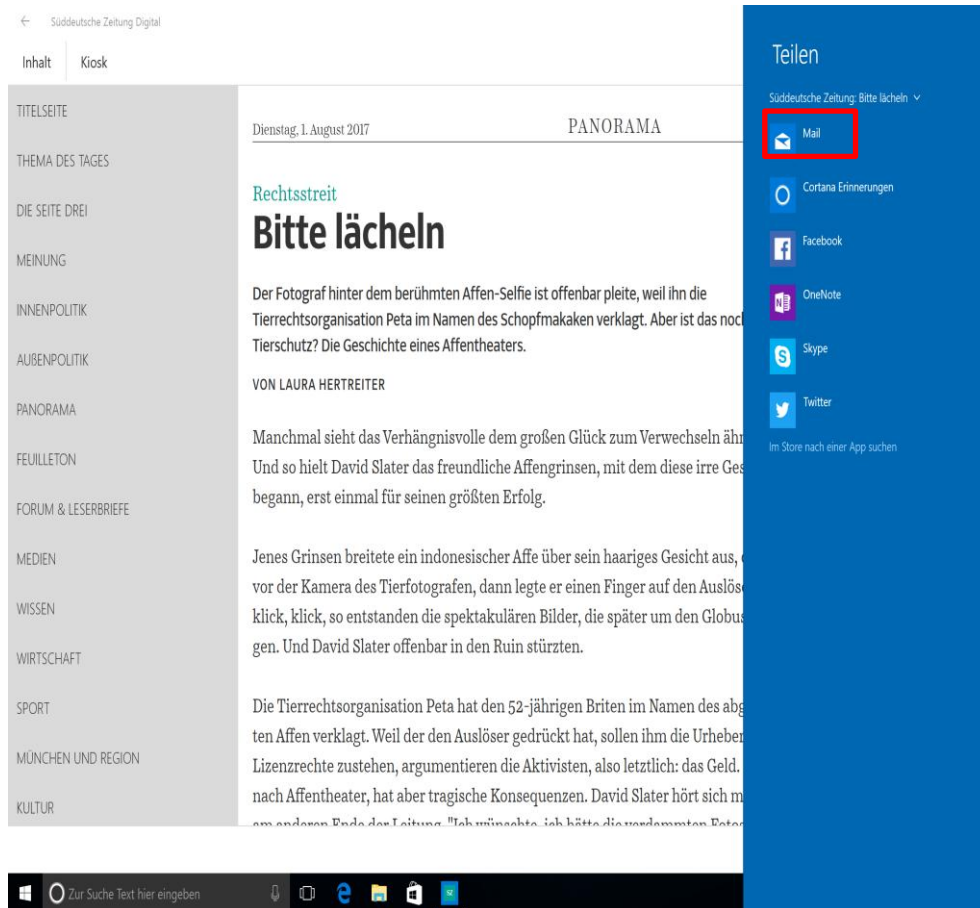 Süddeutsche Zeitung Digital
Inhalt
Kiosk
TITELSEITE
THEMA DES TAGES
DIE SEITE DREI
MEINUNG
INNENPOLITIK
AUßENPOLITIK
PANORAMA
FEUILLETON
FORUM & LESERBRIEFE
MEDIEN
WISSEN
WIRTSCHAFT
SPORT
MÜNCHEN UND REGION
KULTUR
Dienstag, 1. August 2017
PANORAMA
Rechtsstreit
Bitte lächeln
Der Fotograf hinter dem berühmten Affen-Selfie ist offenbar pleite, weil ihn die
Tierrechtsorganisation Peta im Namen des Schopfmakaken verklagt. Aber ist das noch
Tierschutz? Die Geschichte eines Affentheaters.
VON LAURA HERTREITER
Manchmal sieht das Verhängnisvolle dem großen Glück zum Verwechseln ähn
Und so hielt David Slater das freundliche Affengrinsen, mit dem diese irre Ges
begann, erst einmal für seinen größten Erfolg.
Jenes Grinsen breitete ein indonesischer Affe über sein haariges Gesicht aus,
vor der Kamera des Tierfotografen, dann legte er einen Finger auf den Auslöse
klick, klick, so entstanden die spektakulären Bilder, die später um den Globus
gen. Und David Slater offenbar in den Ruin stürzten.
Die Tierrechtsorganisation Peta hat den 52-jährigen Briten im Namen des abg
ten Affen verklagt. Weil der den Auslöser gedrückt hat, sollen ihm die Urheber
Lizenzrechte zustehen, argumentieren die Aktivisten, also letztlich: das Geld.
nach Affentheater, hat aber tragische Konsequenzen. David Slater hört sich m
Teilen
Süddeutsche Zeitung: Bitte lächeln
Mail
Cortana Erinnerungen
Facebook
OneNote
Skype
Twitter
Im Store nach einer App suchen
Zur Suche Text hier eingeben